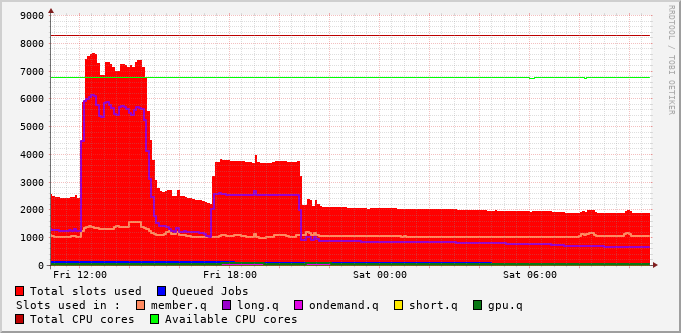 RRDTOOL / TOBI OETIKER
9000
8000
7000
6000
5000
4000
3000
2000
1000
0
Fri 12:00 Fri 18:00 Sat 00:00 Sat 06:00
Total slots used Queued Jobs
Slots used in : member.q long.q ondemand.q short.q gpu.q
Total CPU cores Available CPU cores